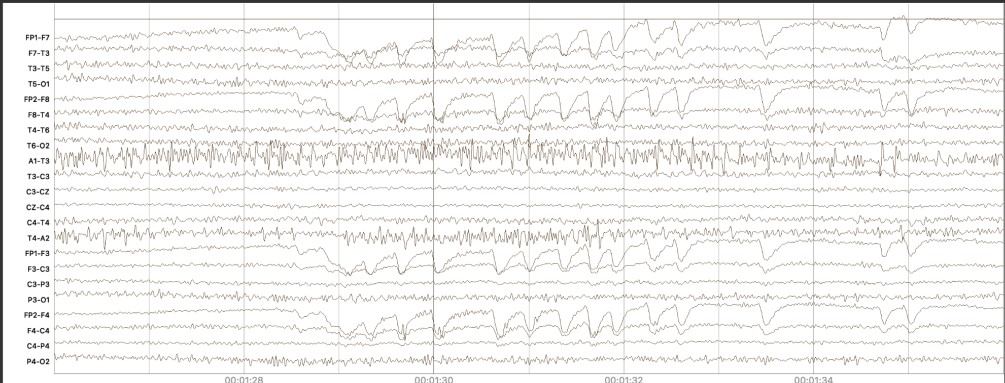 FP1-F7
F7-T3
T3-T5
T5-O1
FP2-F8
F8-T4
T4-T6
T6-O2
A1-T3
T3-C3
C3-CZ
CZ-C4
C4-T4
T4-A2
FP1-F3
F3-C3
C3-P3
P3-O1
FP2-F4
F4-C4
C4-P4
P4-O2
00:01:28 00:01:30 00:01:32 00:01:34